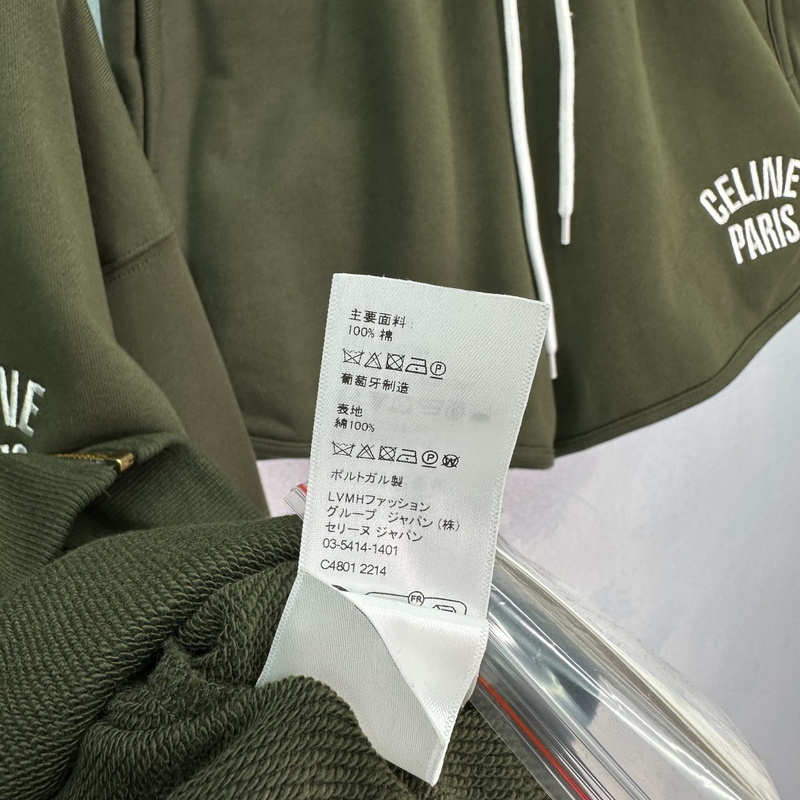 CELINE
PARIS
NE
主要面料:
100% 棉
葡萄牙制造
表地
綿100%
P
P
W
ポルトガル製
LVMHファッション
グループ ジャパン (株)
セリーヌ ジャパン
03-5414-1401
C4801 2214
FR